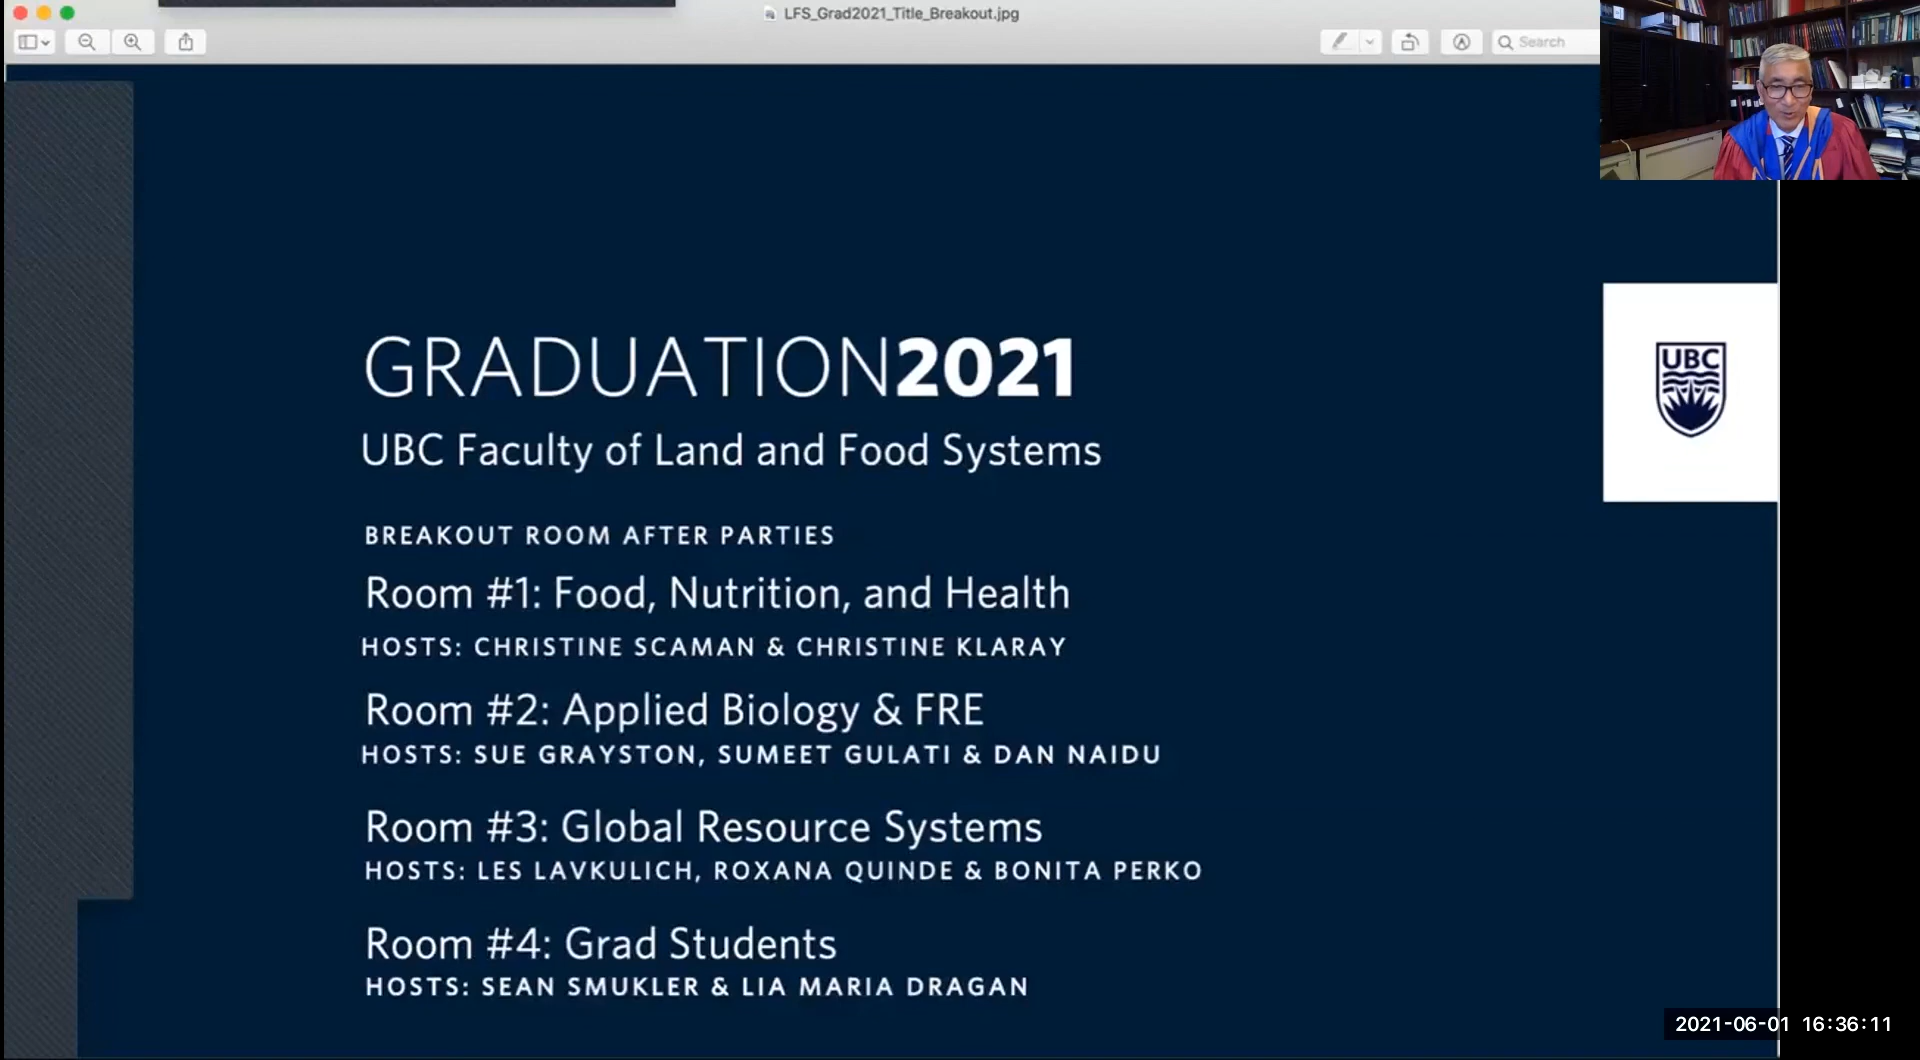 LFS_Grad2021_Title_Breakout.jpg
Search
GRADUATION2021
UBC Faculty of Land and Food Systems
UBC
BREAKOUT ROOM AFTER PARTIES
Room #1: Food, Nutrition, and Health
HOSTS: CHRISTINE SCAMAN & CHRISTINE KLARAY
Room #2: Applied Biology & FRE
HOSTS: SUE GRAYSTON, SUMEET GULATI & DAN NAIDU
Room #3: Global Resource Systems
HOSTS: LES LAVKULICH, ROXANA QUINDE & BONITA PERKO
Room #4: Grad Students
HOSTS: SEAN SMUKLER & LIA MARIA DRAGAN
2021-06-01 16:36:11